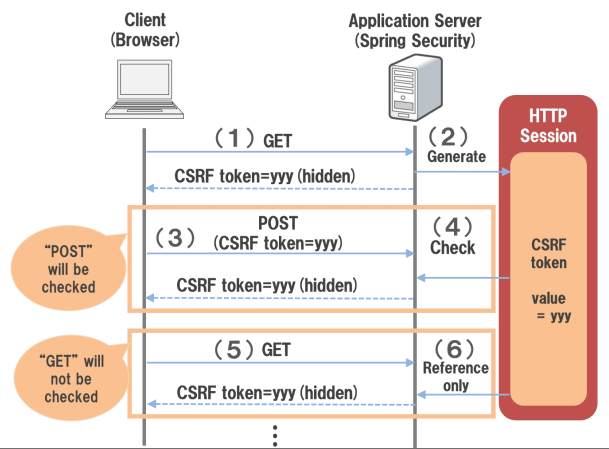 Client
(Browser)
Application Server
(Spring Security)
HTTP
Session
(1) GET
(2)
Generate
CSRF token=yyy (hidden)
"POST"
will be
checked
(3)
POST
(CSRF token=yyy)
(4)
Check
CSRF token=yyy (hidden)
CSRF
token
value
= yyy
"GET" will
not be
checked
(5) GET
(6)
Reference
only
CSRF token=yyy (hidden)